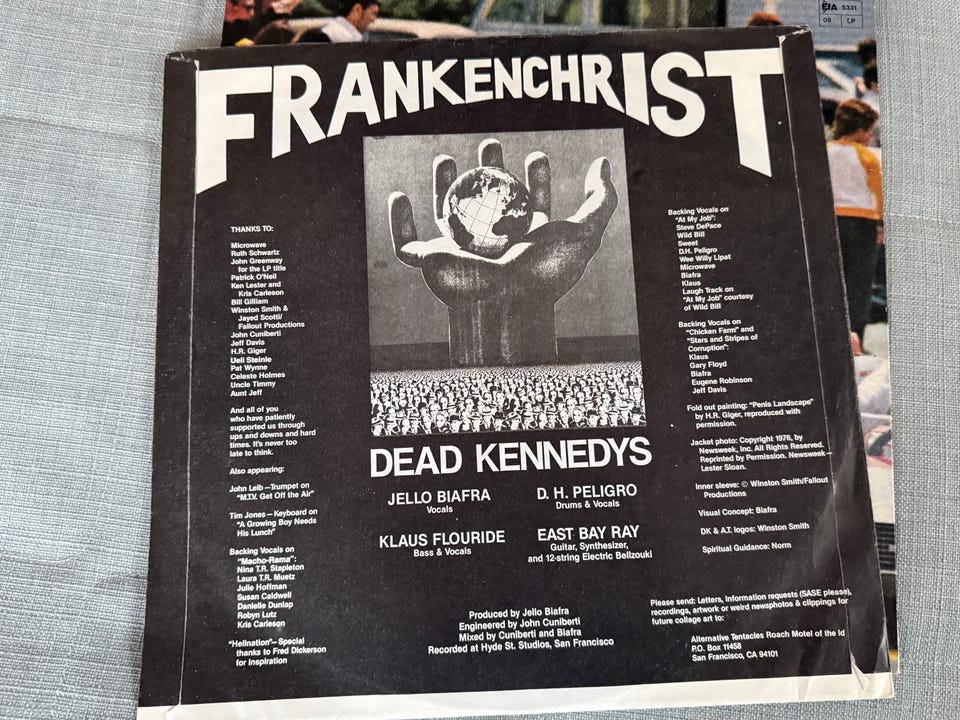 EfA 5331
08 LP
FRANKENCHRIST
THANKS TO:
Microwave
Ruth Schwartz
John Greenway
for the LP title
Patrick O'Neil
Ken Lester and
Kris Carleson
Bill Gilliam
Winston Smith &
Jayed Scotti/
Fallout Productions
John Cuniberti
Jeff Davis
H.R. Giger
Ueli Steinle
Pat Wynne
Celeste Holmes
Uncle Timmy
Aunt Jeff
And all of you
who have patiently
supported us through
ups and downs and hard
times. It's never too
late to think.
Also appearing:
John Leib—Trumpet on
"M.T.V. Get Off the Air"
Tim Jones—Keyboard on
"A Growing Boy Needs
His Lunch"
Backing Vocals on
"Macho-Rama":
Nina T.R. Stapleton
Laura T.R. Muetz
Julie Hoffman
Susan Caldwell
Danielle Dunlap
Robyn Lutz
Kris Carleson
"Hellnation"—Special
thanks to Fred Dickerson
for inspiration
DEAD KENNEDYS
JELLO BIAFRA
Vocals
D. H. PELIGRO
Drums & Vocals
KLAUS FLOURIDE
Bass & Vocals
EAST BAY RAY
Guitar, Synthesizer,
and 12-string Electric Bellzouki
Produced by Jello Biafra
Engineered by John Cuniberti
Mixed by Cuniberti and Biafra
Recorded at Hyde St. Studios, San Francisco
Backing Vocals on
"At My Job":
Steve DePace
Wild Bill
Sweet
D.H. Peligro
Wee Willy Lipat
Microwave
Biafra
Klaus
Laugh Track on
"At My Job" courtesy
of Wild Bill
Backing Vocals on
"Chicken Farm" and
"Stars and Stripes of
Corruption":
Klaus
Gary Floyd
Biafra
Eugene Robinson
Jeff Davis
Fold out painting: "Penis Landscape"
by H.R. Giger, reproduced with
permission.
Jacket photo: Copyright 1976, by
Newsweek, Inc. All Rights Reserved.
Reprinted by Permission. Newsweek—
Lester Sloan.
Inner sleeve: © Winston Smith/Fallout
Productions
Visual Concept: Biafra
DK & A.T. logos: Winston Smith
Spiritual Guidance: Norm
Please send: Letters, Information requests (SASE please),
recordings, artwork or weird newsphotos & clippings for
future collage art to:
Alternative Tentacles Roach Motel of the Id
P.O. Box 11458
San Francisco, CA 94101